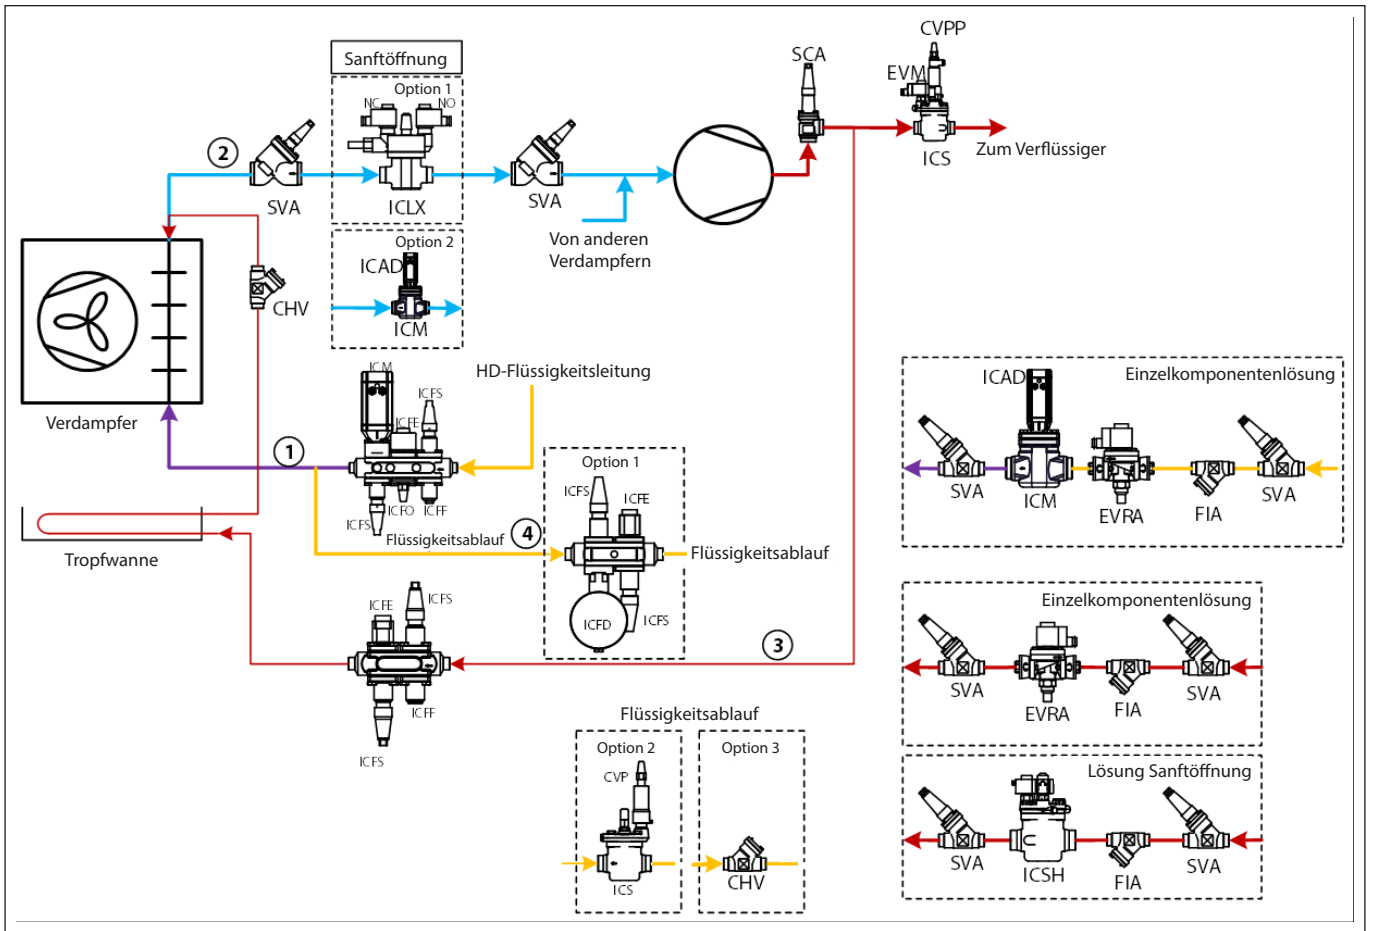 CVPP
SCA
EVM
ICS
Zum Verflüssiger
Sanftöffnung
Option 1
NC
NO
2
SVA
ICLX
SVA
Von anderen
Verdampfern
Option 2
ICAD
ICM
CHV
Verdampfer
HD-Flüssigkeitsleitung
ICM
ICFS
ICFE
1
ICFS
ICFO
ICFF
Flüssigkeitsablauf
4
Option 1
ICFS
ICFE
Flüssigkeitsablauf
ICFD
ICFS
Tropfwanne
ICFE
ICFS
ICFF
ICFS
3
Flüssigkeitsablauf
Option 2
CVP
ICS
Option 3
CHV
Einzelkomponentenlösung
ICAD
SVA
ICM
EVRA
FIA
SVA
Einzelkomponentenlösung
SVA
EVRA
FIA
SVA
Lösung Sanftöffnung
SVA
ICSH
FIA
SVA